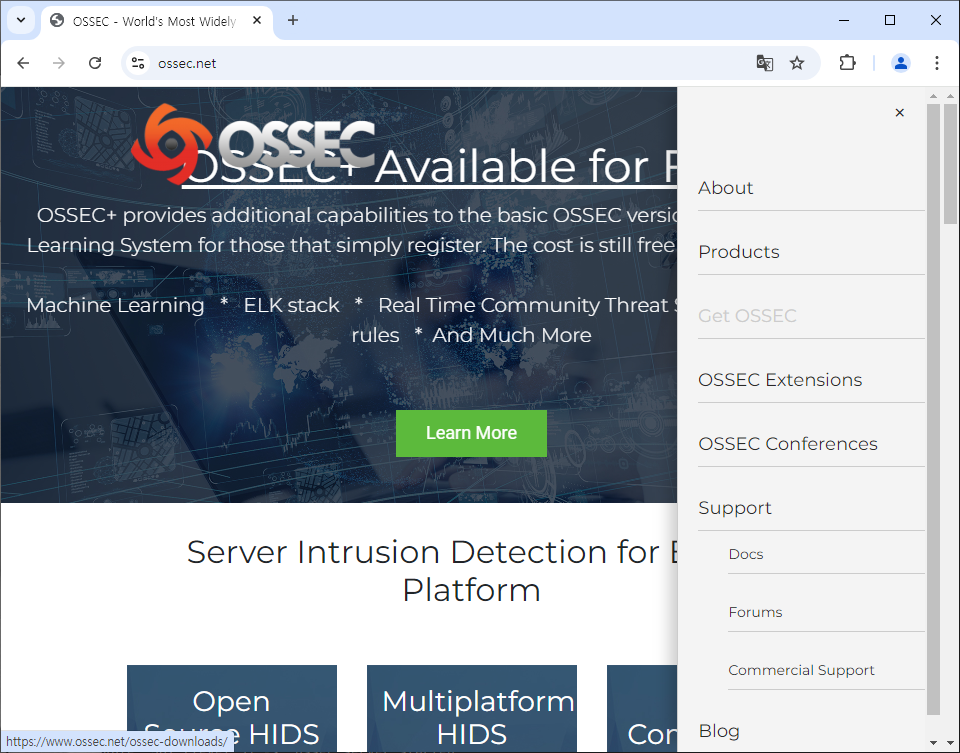 OSSEC - World's Most Widely
ossec.net
OSSEC
OSSEC+ Available for F
OSSEC+ provides additional capabilities to the basic OSSEC versio
Learning System for those that simply register. The cost is still free
Machine Learning * ELK stack * Real Time Community Threat S
rules * And Much More
Learn More
Server Intrusion Detection for E
Platform
Open
Source HIDS
Multiplatform
HIDS
Con
×
About
Products
Get OSSEC
OSSEC Extensions
OSSEC Conferences
Support
Docs
Forums
Commercial Support
Blog
https://www.ossec.net/ossec-downloads/